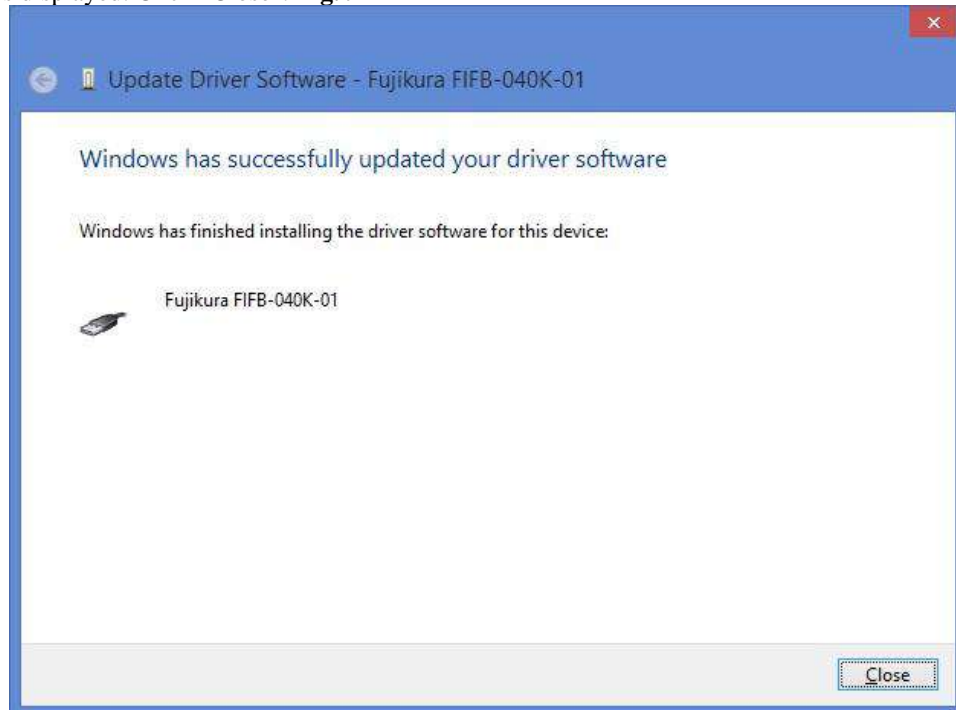 Update Driver Software - Fujikura FIFB-040K-01
Windows has successfully updated your driver software
Windows has finished installing the driver software for this device:
Fujikura FIFB-040K-01
Close